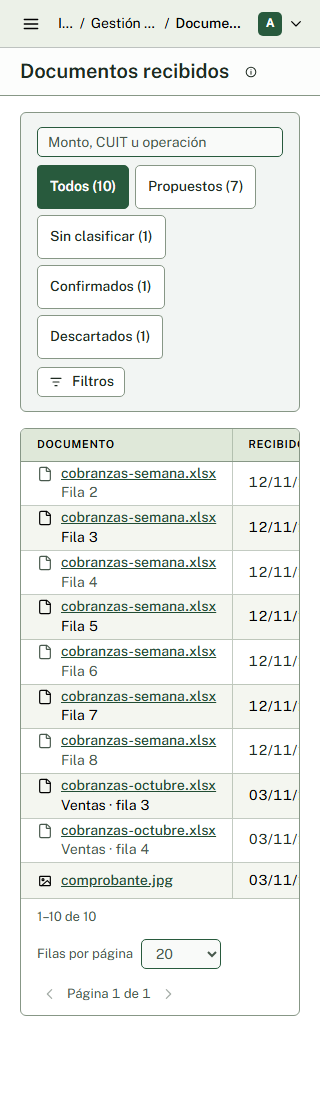 I... / Gestión ... / Docume... A
Documentos recibidos
Monto, CUIT u operación
Todos (10) Propuestos (7)
Sin clasificar (1)
Confirmados (1)
Descartados (1)
Filtros
DOCUMENTO
cobranzas-semana.xlsx 12/11/
Fila 2
cobranzas-semana.xlsx 12/11/
Fila 3
cobranzas-semana.xlsx 12/11/
Fila 4
cobranzas-semana.xlsx 12/11/
Fila 5
cobranzas-semana.xlsx 12/11/
Fila 6
cobranzas-semana.xlsx 12/11/
Fila 7
cobranzas-semana.xlsx 12/11/
Fila 8
cobranzas-octubre.xlsx 03/11/
Ventas · fila 3
cobranzas-octubre.xlsx 03/11/
Ventas · fila 4
comprobante.jpg 03/11/
1–10 de 10
Filas por página 20
Página 1 de 1